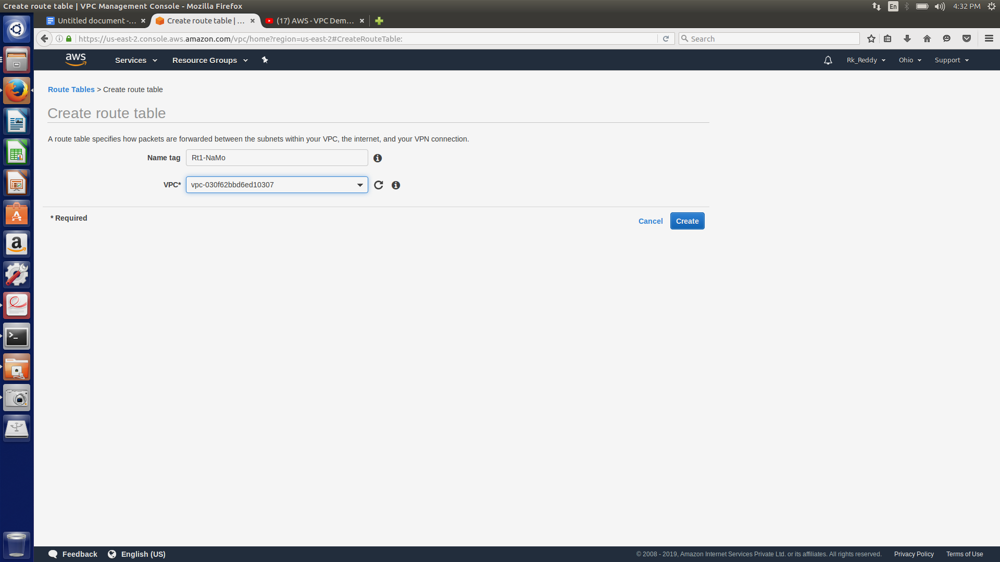 Create route table | VPC Management Console - Mozilla Firefox
En
4:32 PM
Untitled document -...
Create route table | ...
(17) AWS - VPC Dem...
https://us-east-2.console.aws.amazon.com/vpc/home?region=us-east-2#CreateRouteTable:
Search
aws
Services
Resource Groups
Rk_Reddy
Ohio
Support
Route Tables > Create route table
Create route table
A route table specifies how packets are forwarded between the subnets within your VPC, the internet, and your VPN connection.
Name tag
Rt1-NaMo
VPC*
vpc-030f62bbd6ed10307
* Required
Cancel
Create
Feedback
English (US)
© 2008 - 2019, Amazon Internet Services Private Ltd. or its affiliates. All rights reserved.
Privacy Policy
Terms of Use